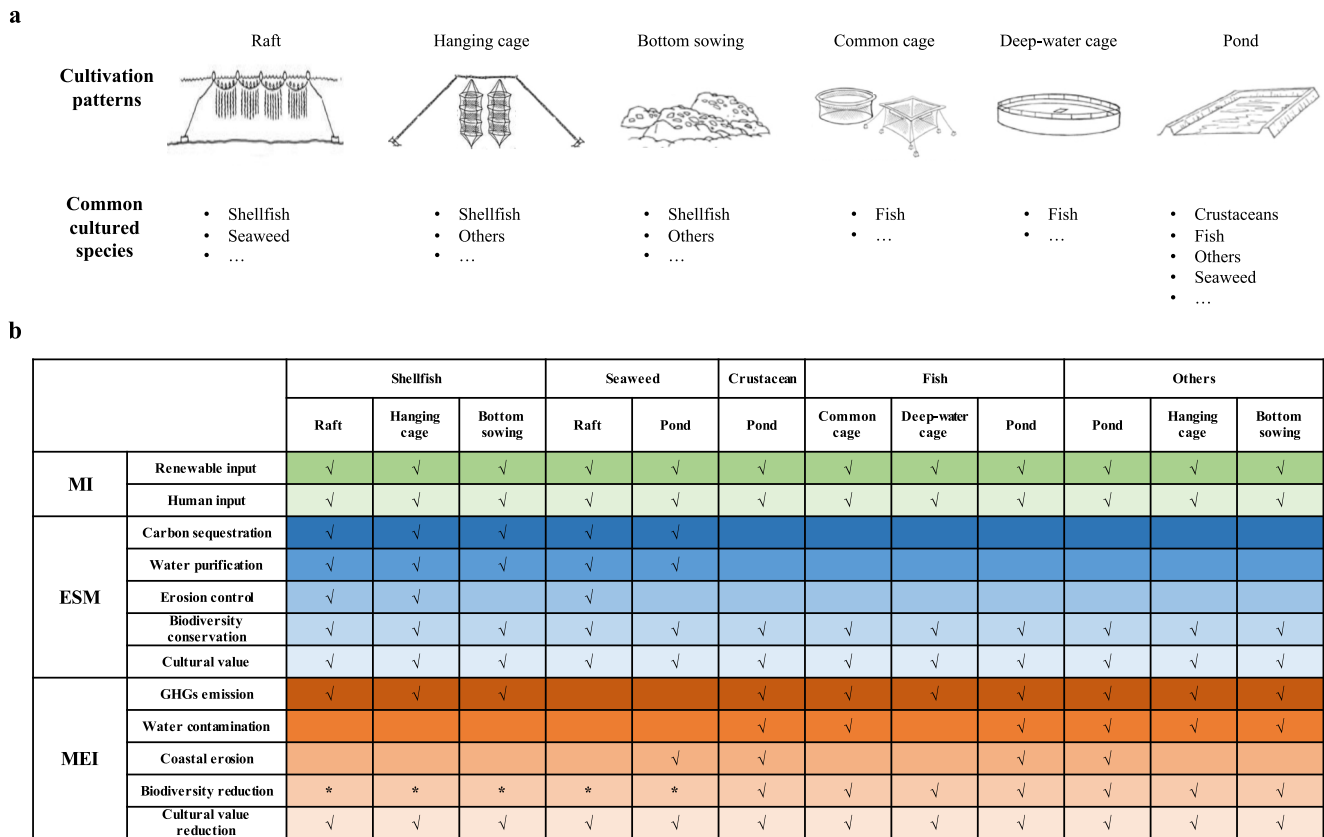 a
Raft Hanging cage Bottom sowing Common cage Deep-water cage Pond
Cultivation
patterns
Common
cultured
species
• Shellfish
• Seaweed
• …
• Shellfish
• Others
• …
• Shellfish
• Others
• …
• Fish
• …
• Fish
• …
• Crustaceans
• Fish
• Others
• Seaweed
• …
b
Shellfish Seaweed Crustacean Fish Others
Raft Hanging cage Bottom sowing Raft Pond Pond Common cage Deep-water cage Pond Pond Hanging cage Bottom sowing
MI
Renewable input √ √ √ √ √ √ √ √ √ √ √ √
Human input √ √ √ √ √ √ √ √ √ √ √ √
ESM
Carbon sequestration √ √ √ √ √
Water purification √ √ √ √ √
Erosion control √ √ √
Biodiversity conservation √ √ √ √ √ √ √ √ √ √ √ √
Cultural value √ √ √ √ √ √ √ √ √ √ √ √
MEI
GHGs emission √ √ √ √ √ √ √ √ √ √
Water contamination √ √ √ √ √ √
Coastal erosion √ √ √ √
Biodiversity reduction * * * * * √ √ √ √ √ √ √
Cultural value reduction √ √ √ √ √ √ √ √ √ √ √ √